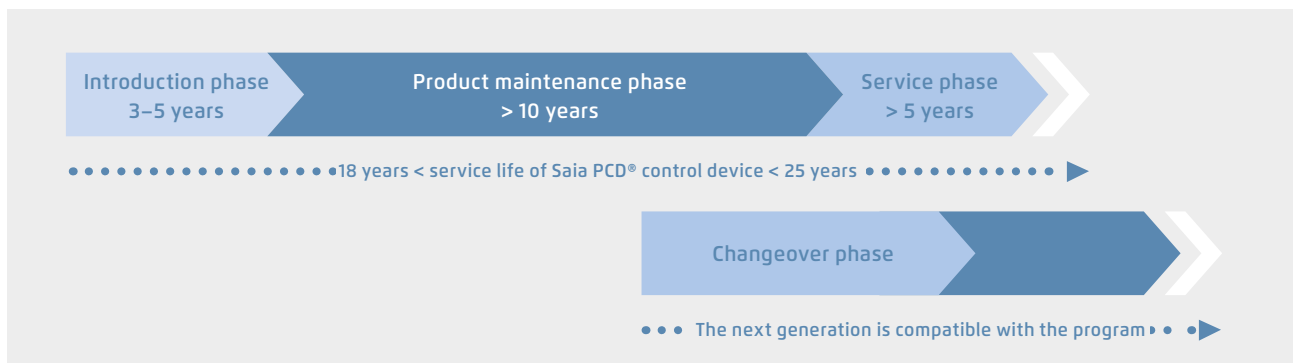 Introduction phase
3–5 years
Product maintenance phase
> 10 years
Service phase
> 5 years
18 years < service life of Saia PCD® control device < 25 years
Changeover phase
The next generation is compatible with the program